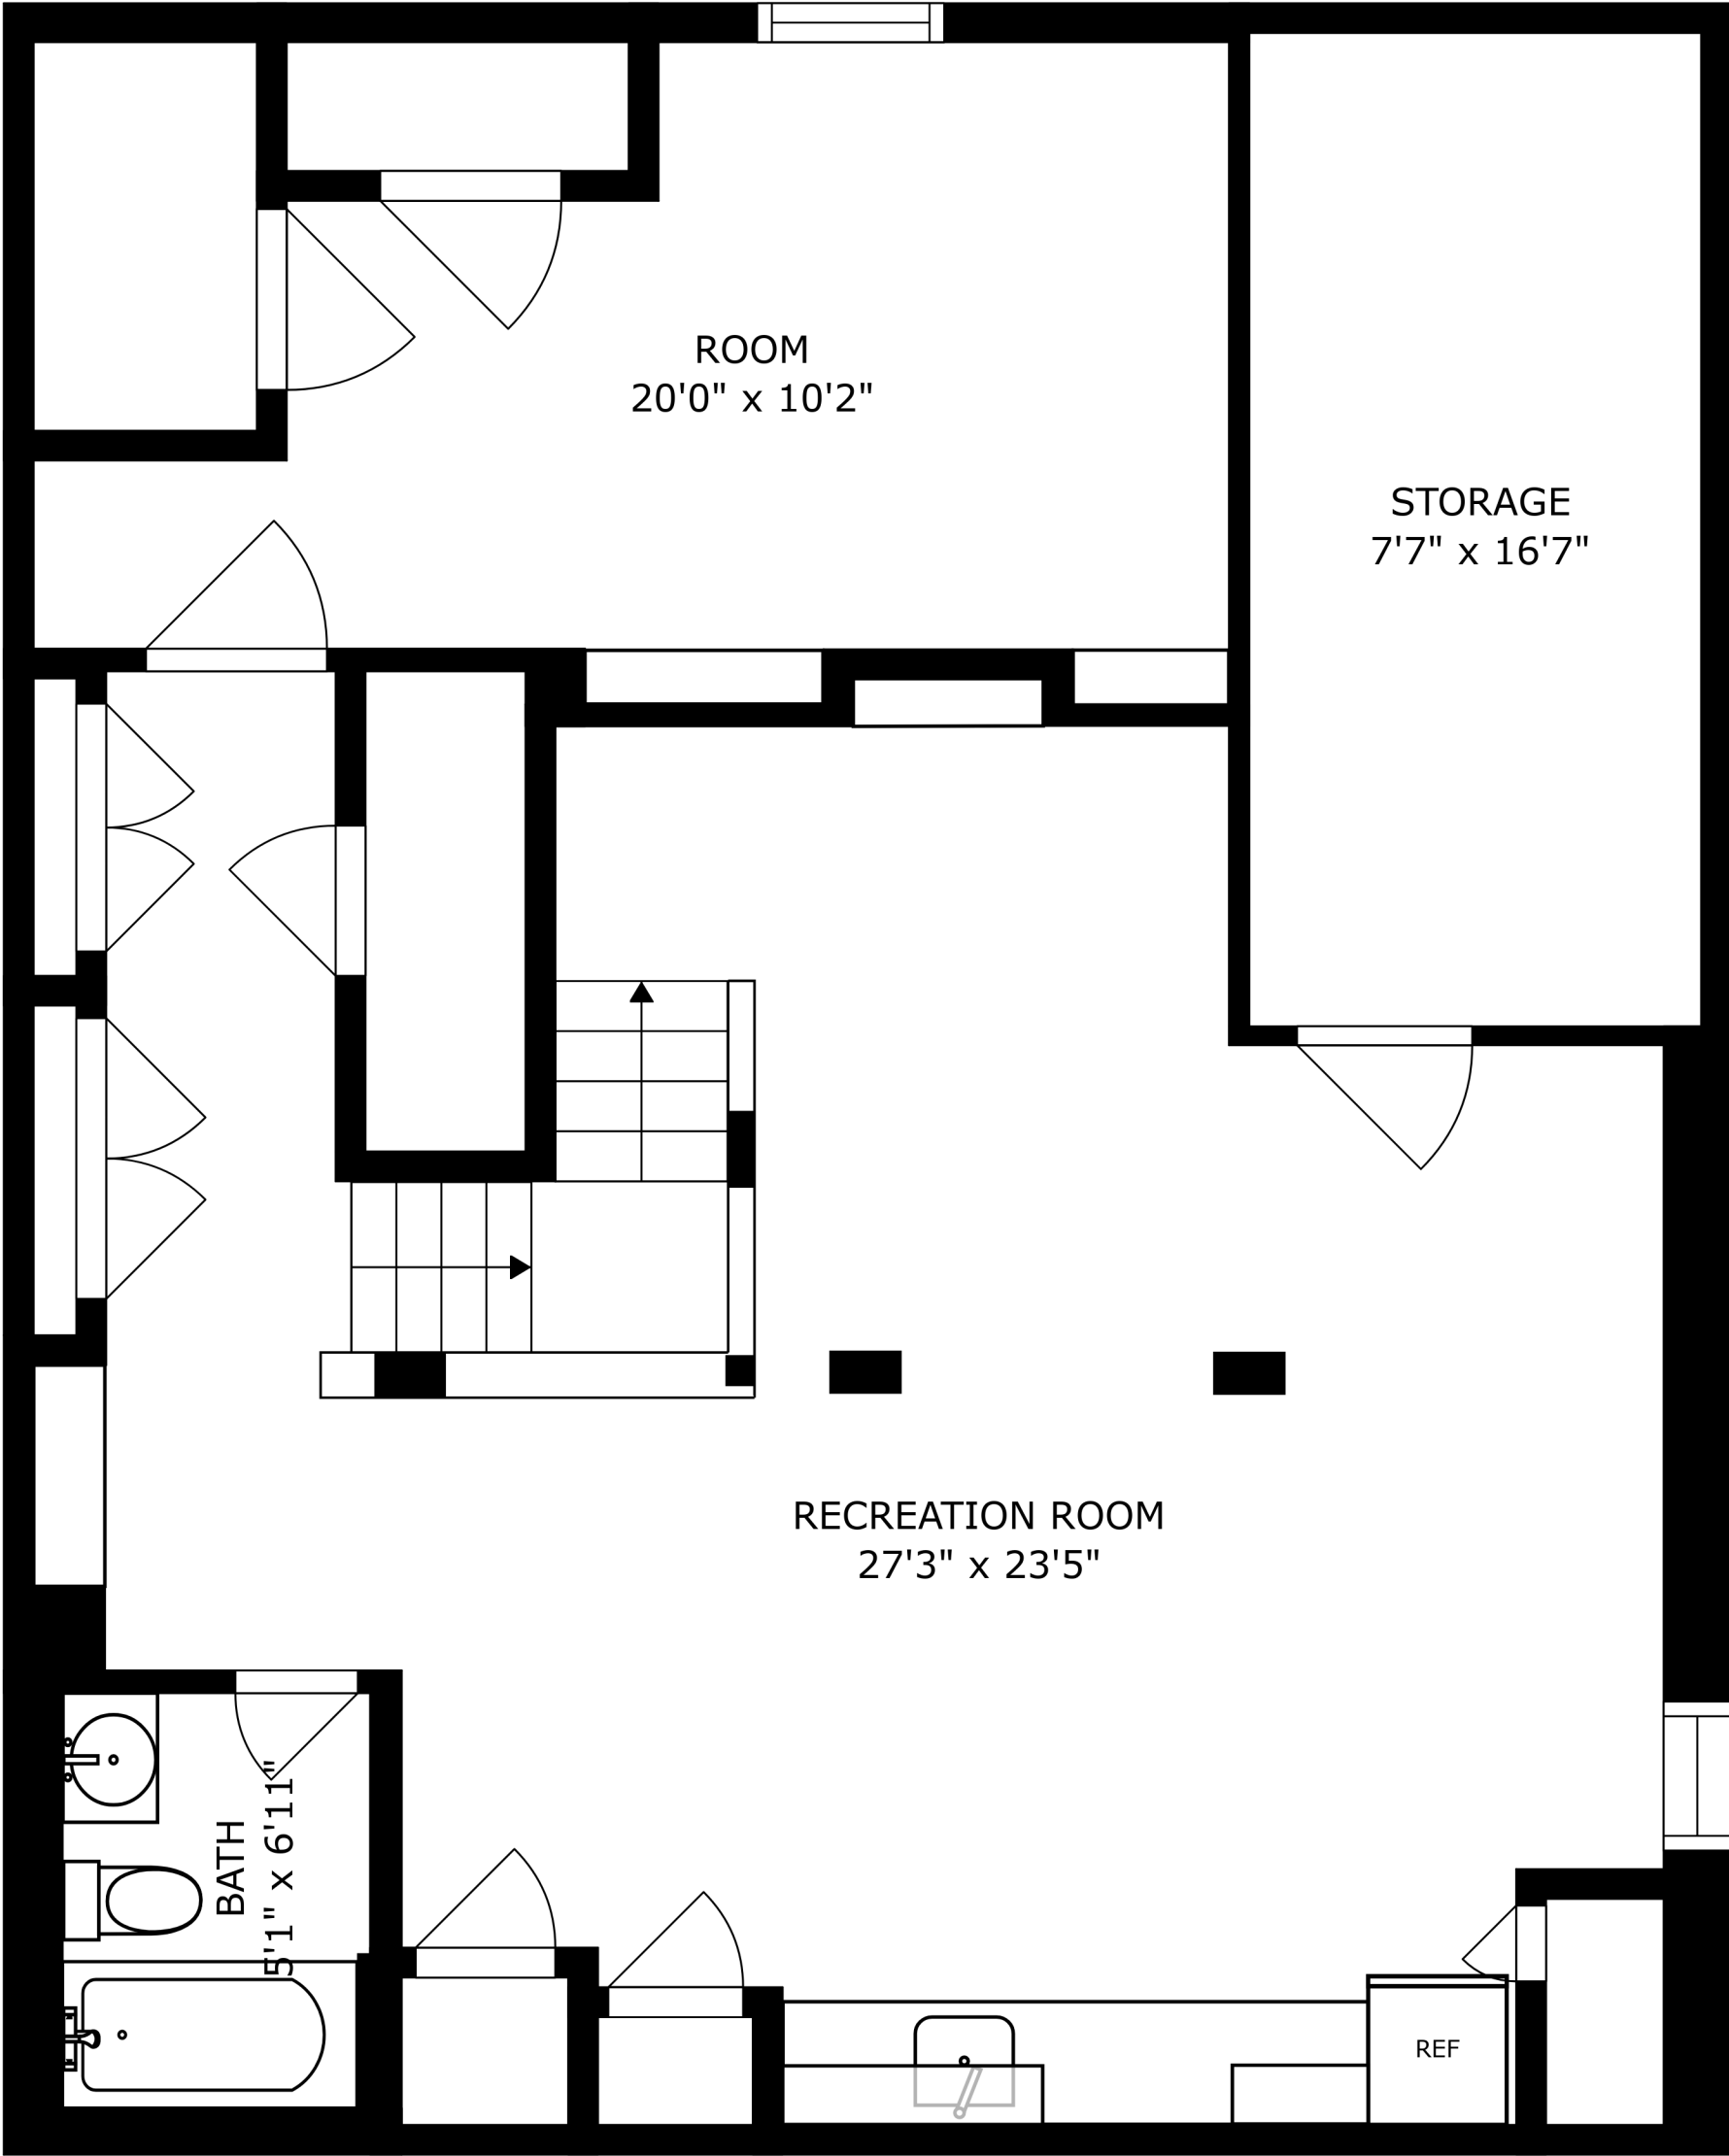 ROOM
20'0" x 10'2"
STORAGE
7'7" x 16'7"
RECREATION ROOM
27'3" x 23'5"
BATH
5'1" x 6'11"
REF